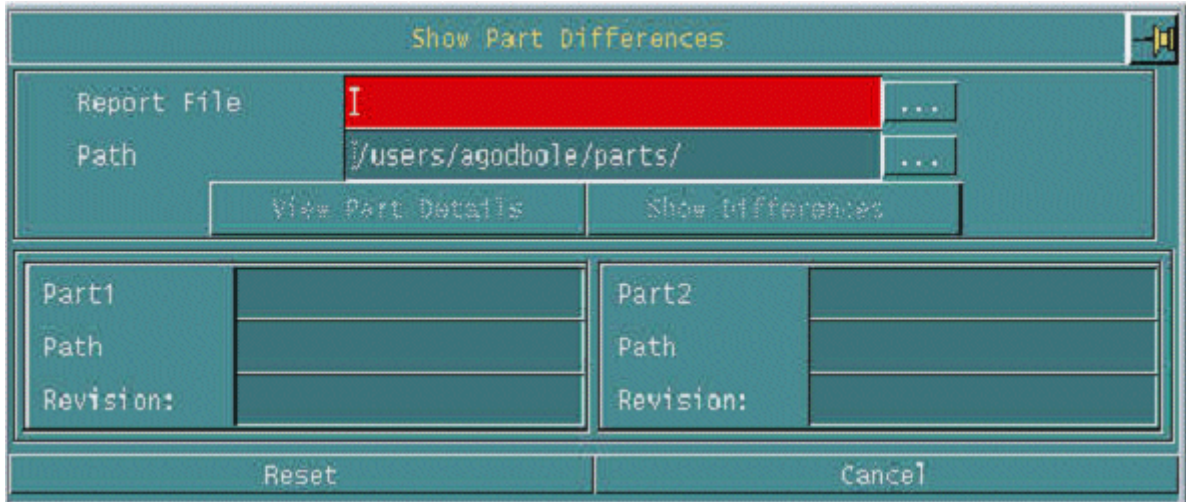 Show Part Differences
Report File ...
Path /users/agodbole/parts/ ...
View Part Details Show Differences
Part1 Part2
Path Path
Revision: Revision:
Reset Cancel